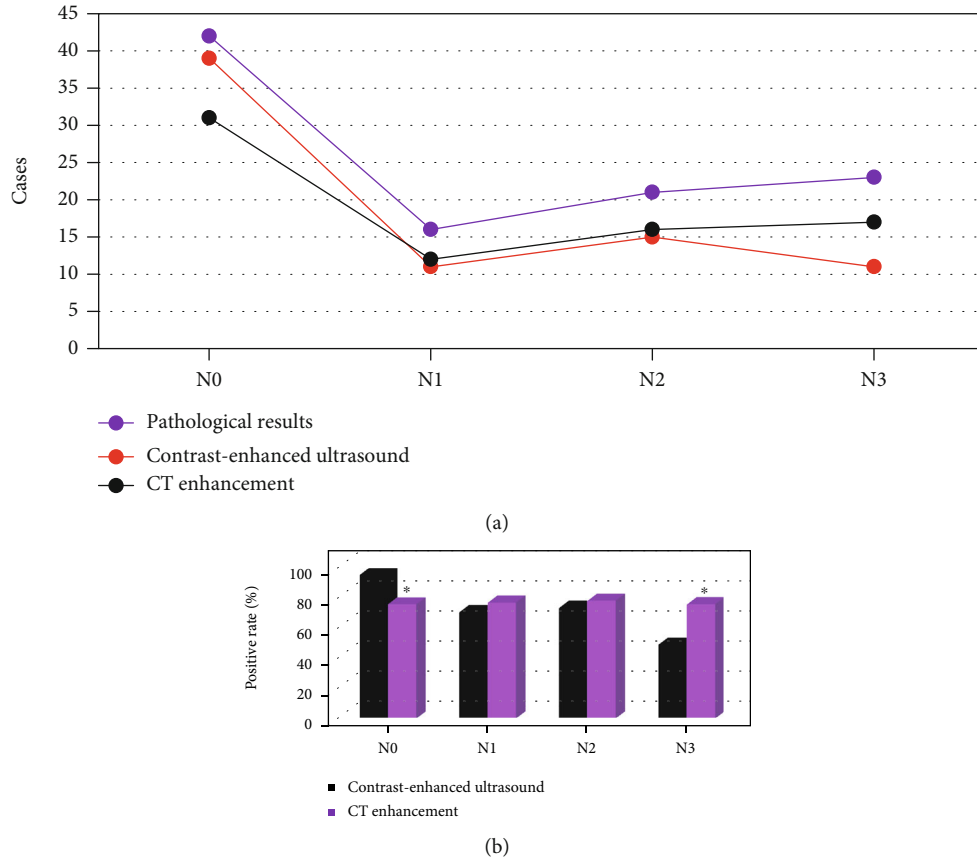 45
40
35
30
25
20
15
10
5
0
Cases
N0 N1 N2 N3
Pathological results
Contrast-enhanced ultrasound
CT enhancement
(a)
100
80
60
40
20
0
Positive rate (%)
* *
N0 N1 N2 N3
Contrast-enhanced ultrasound
CT enhancement
(b)